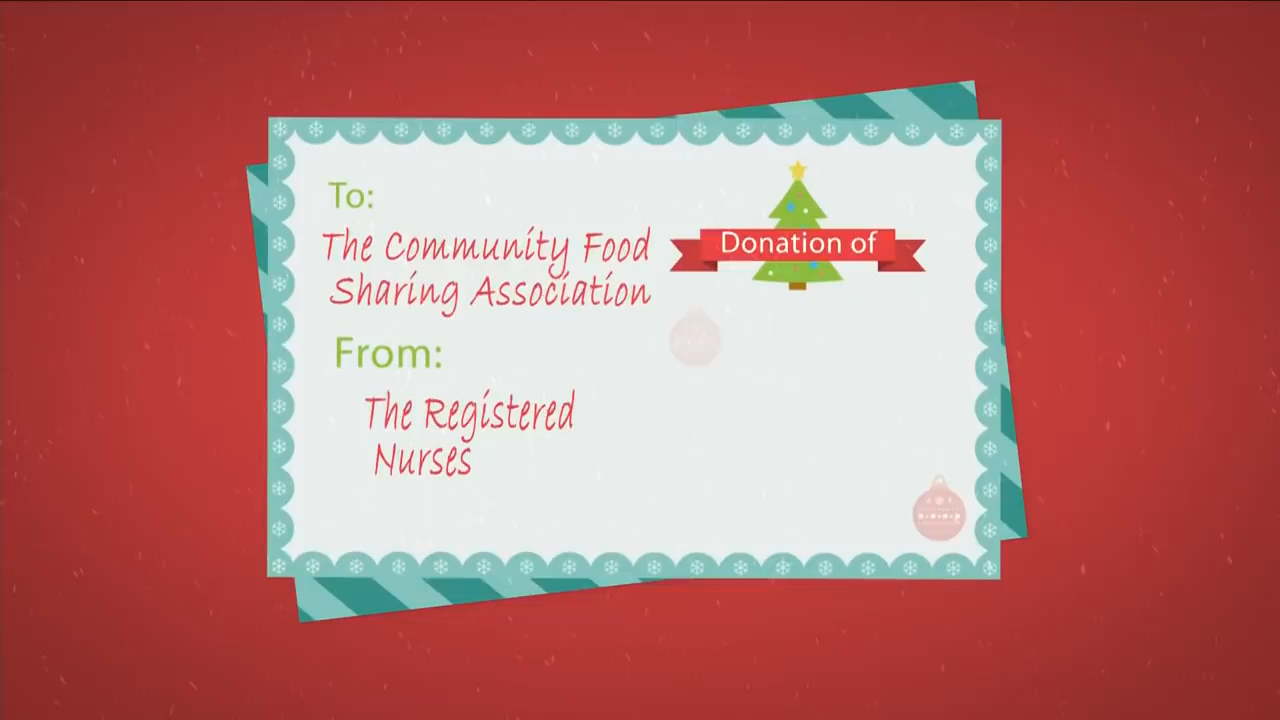 To:
The Community Food
Sharing Association
From:
The Registered
Nurses
Donation of